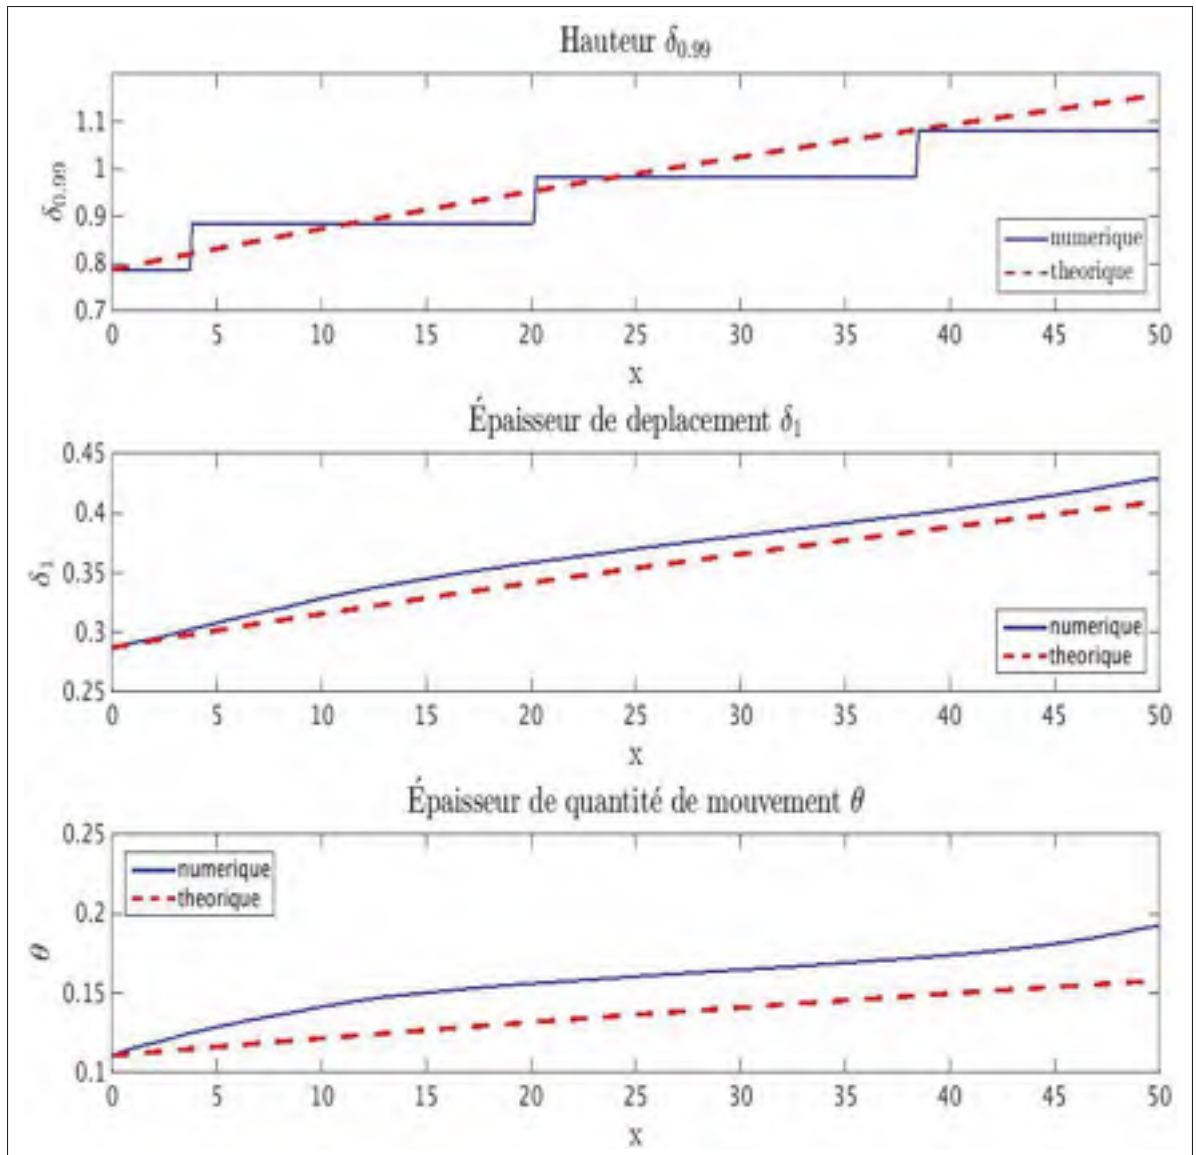 Hauteur δ0.99
δ0.99
1.1
1
0.9
0.8
0.7
numerique
theorique
0 5 10 15 20 25 30 35 40 45 50
x
Épaisseur de deplacement δ1
δ1
0.45
0.4
0.35
0.3
0.25
numerique
theorique
0 5 10 15 20 25 30 35 40 45 50
x
Épaisseur de quantité de mouvement θ
θ
0.25
0.2
0.15
0.1
numerique
theorique
0 5 10 15 20 25 30 35 40 45 50
x